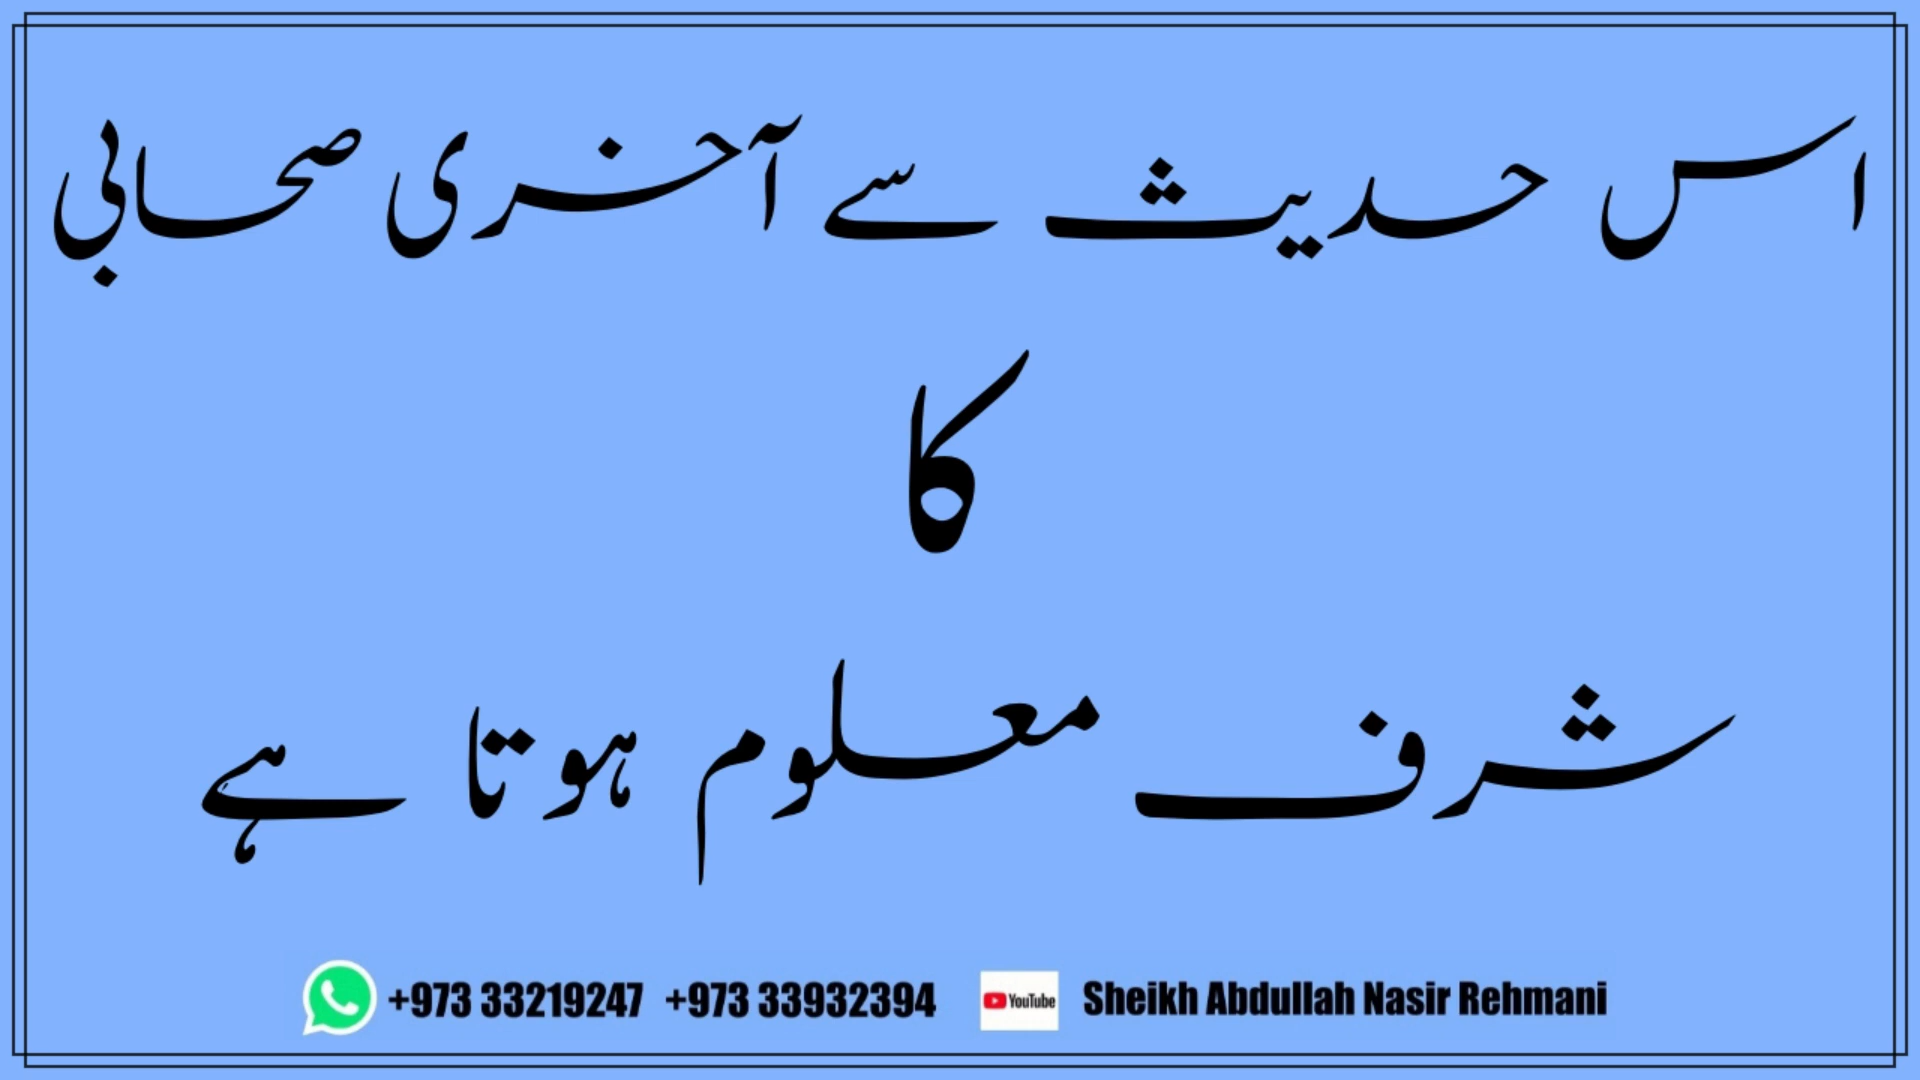 اس حدیث سے آخری صحابی
کا
شرف معلوم ہوتا ہے
+973 33219247 +973 33932394 YouTube Sheikh Abdullah Nasir Rehmani